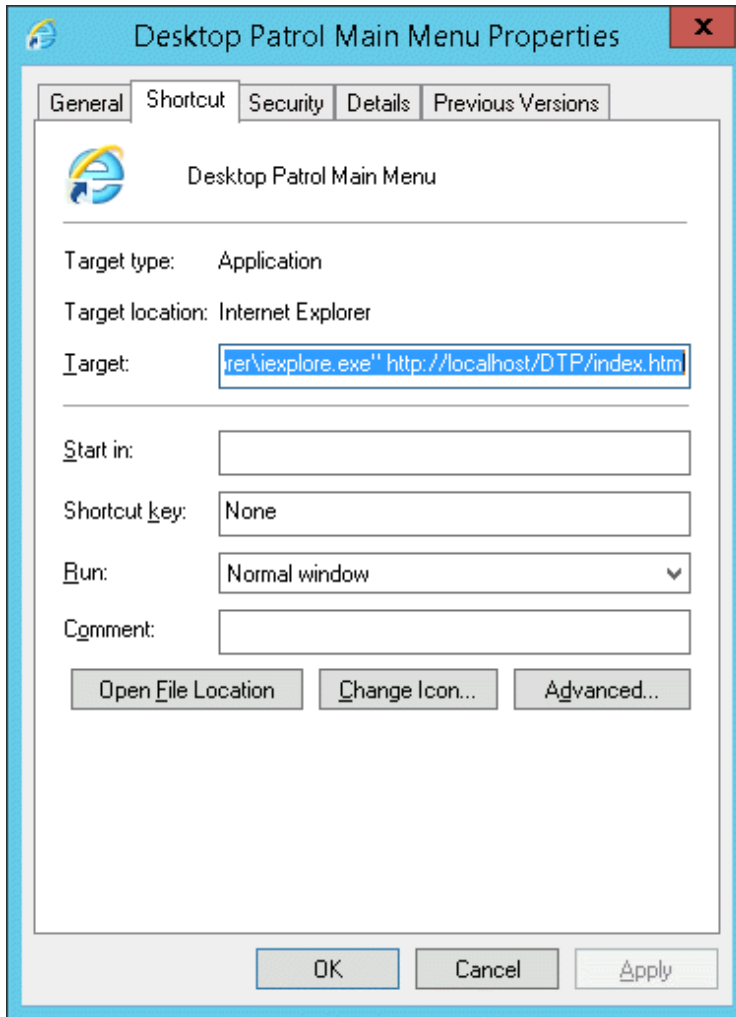 Desktop Patrol Main Menu Properties
x
General Shortcut Security Details Previous Versions
Desktop Patrol Main Menu
Target type: Application
Target location: Internet Explorer
Target: rer\iexplore.exe" http://localhost/DTP/index.htm
Start in:
Shortcut key: None
Run: Normal window
Comment:
Open File Location Change Icon... Advanced...
OK Cancel Apply